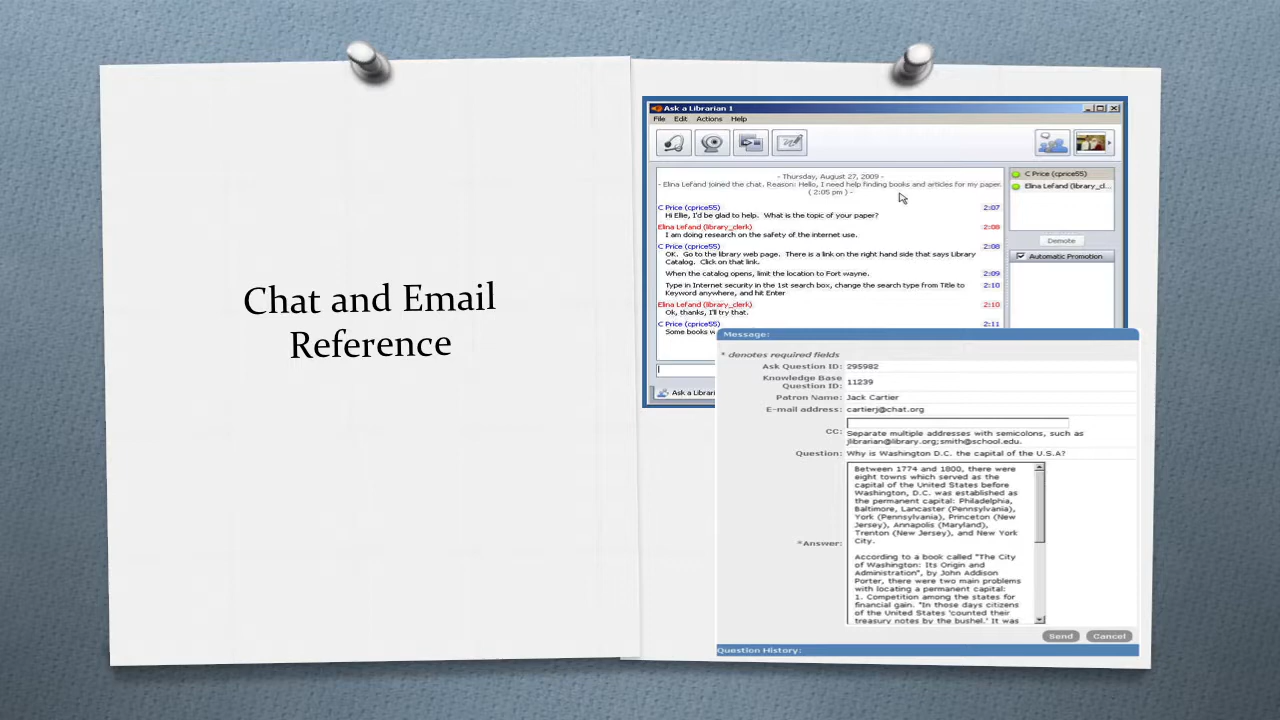 Chat and Email
Reference
Ask a Librarian 1
File Edit Actions Help
- Thursday, August 27, 2009 -
- Elina Lefand joined the chat. Reason: Hello, I need help finding books and articles for my paper.
( 2:05 pm ) -
C Price (cprice55) 2:07
Hi Ellie, I'd be glad to help. What is the topic of your paper?
Elina Lefand (library_clerk) 2:08
I am doing research on the safety of the internet use.
C Price (cprice55) 2:08
OK. Go to the library web page. There is a link on the right hand side that says Library
Catalog. Click on that link.
When the catalog opens, limit the location to Fort wayne. 2:09
Type in Internet security in the 1st search box, change the search type from Title to 2:10
Keyword anywhere, and hit Enter
Elina Lefand (library_clerk) 2:10
Ok, thanks, I'll try that.
C Price (cprice55) 2:11
Some books
Ask a Librari
C Price (cprice55)
Elina Lefand (library_cl...
Demote
Automatic Promotion
Message:
* denotes required fields
Ask Question ID: 295982
Knowledge Base
Question ID: 11239
Patron Name: Jack Cartier
E-mail address: cartierj@chat.org
CC:
Separate multiple addresses with semicolons, such as
jlibrarian@library.org;smith@school.edu.
Question: Why is Washington D.C. the capital of the U.S.A?
*Answer:
Between 1774 and 1800, there were
eight towns which served as the
capital of the United States before
Washington, D.C. was established as
the permanent capital: Philadelphia,
Baltimore, Lancaster (Pennsylvania),
York (Pennsylvania), Princeton (New
Jersey), Annapolis (Maryland),
Trenton (New Jersey), and New York
City.
According to a book called "The City
of Washington: Its Origin and
Administration", by John Addison
Porter, there were two main problems
with locating a permanent capital:
1. Competition among the states for
financial gain. "In those days citizens
of the United States 'counted their
treasury notes by the bushel.' It was
Send Cancel
Question History: